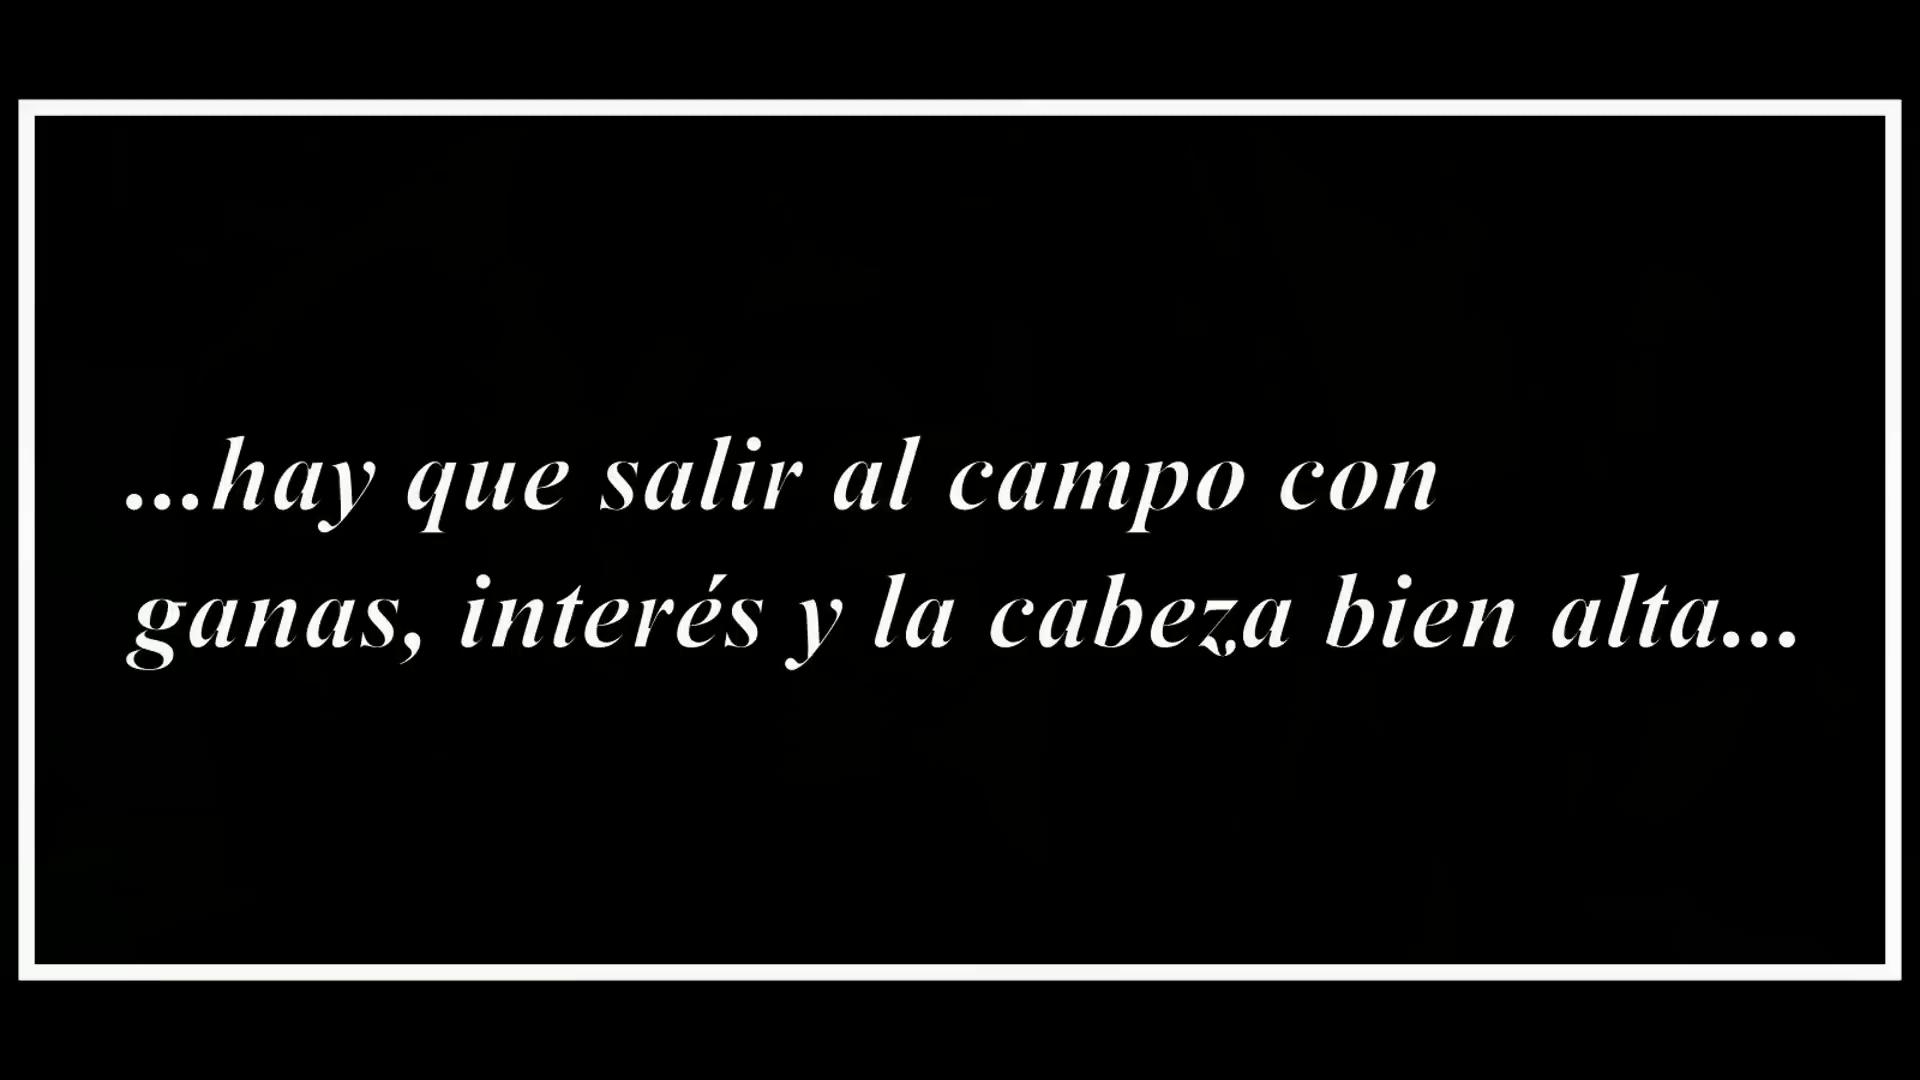 ...hay que salir al campo con
ganas, interés y la cabeza bien alta...